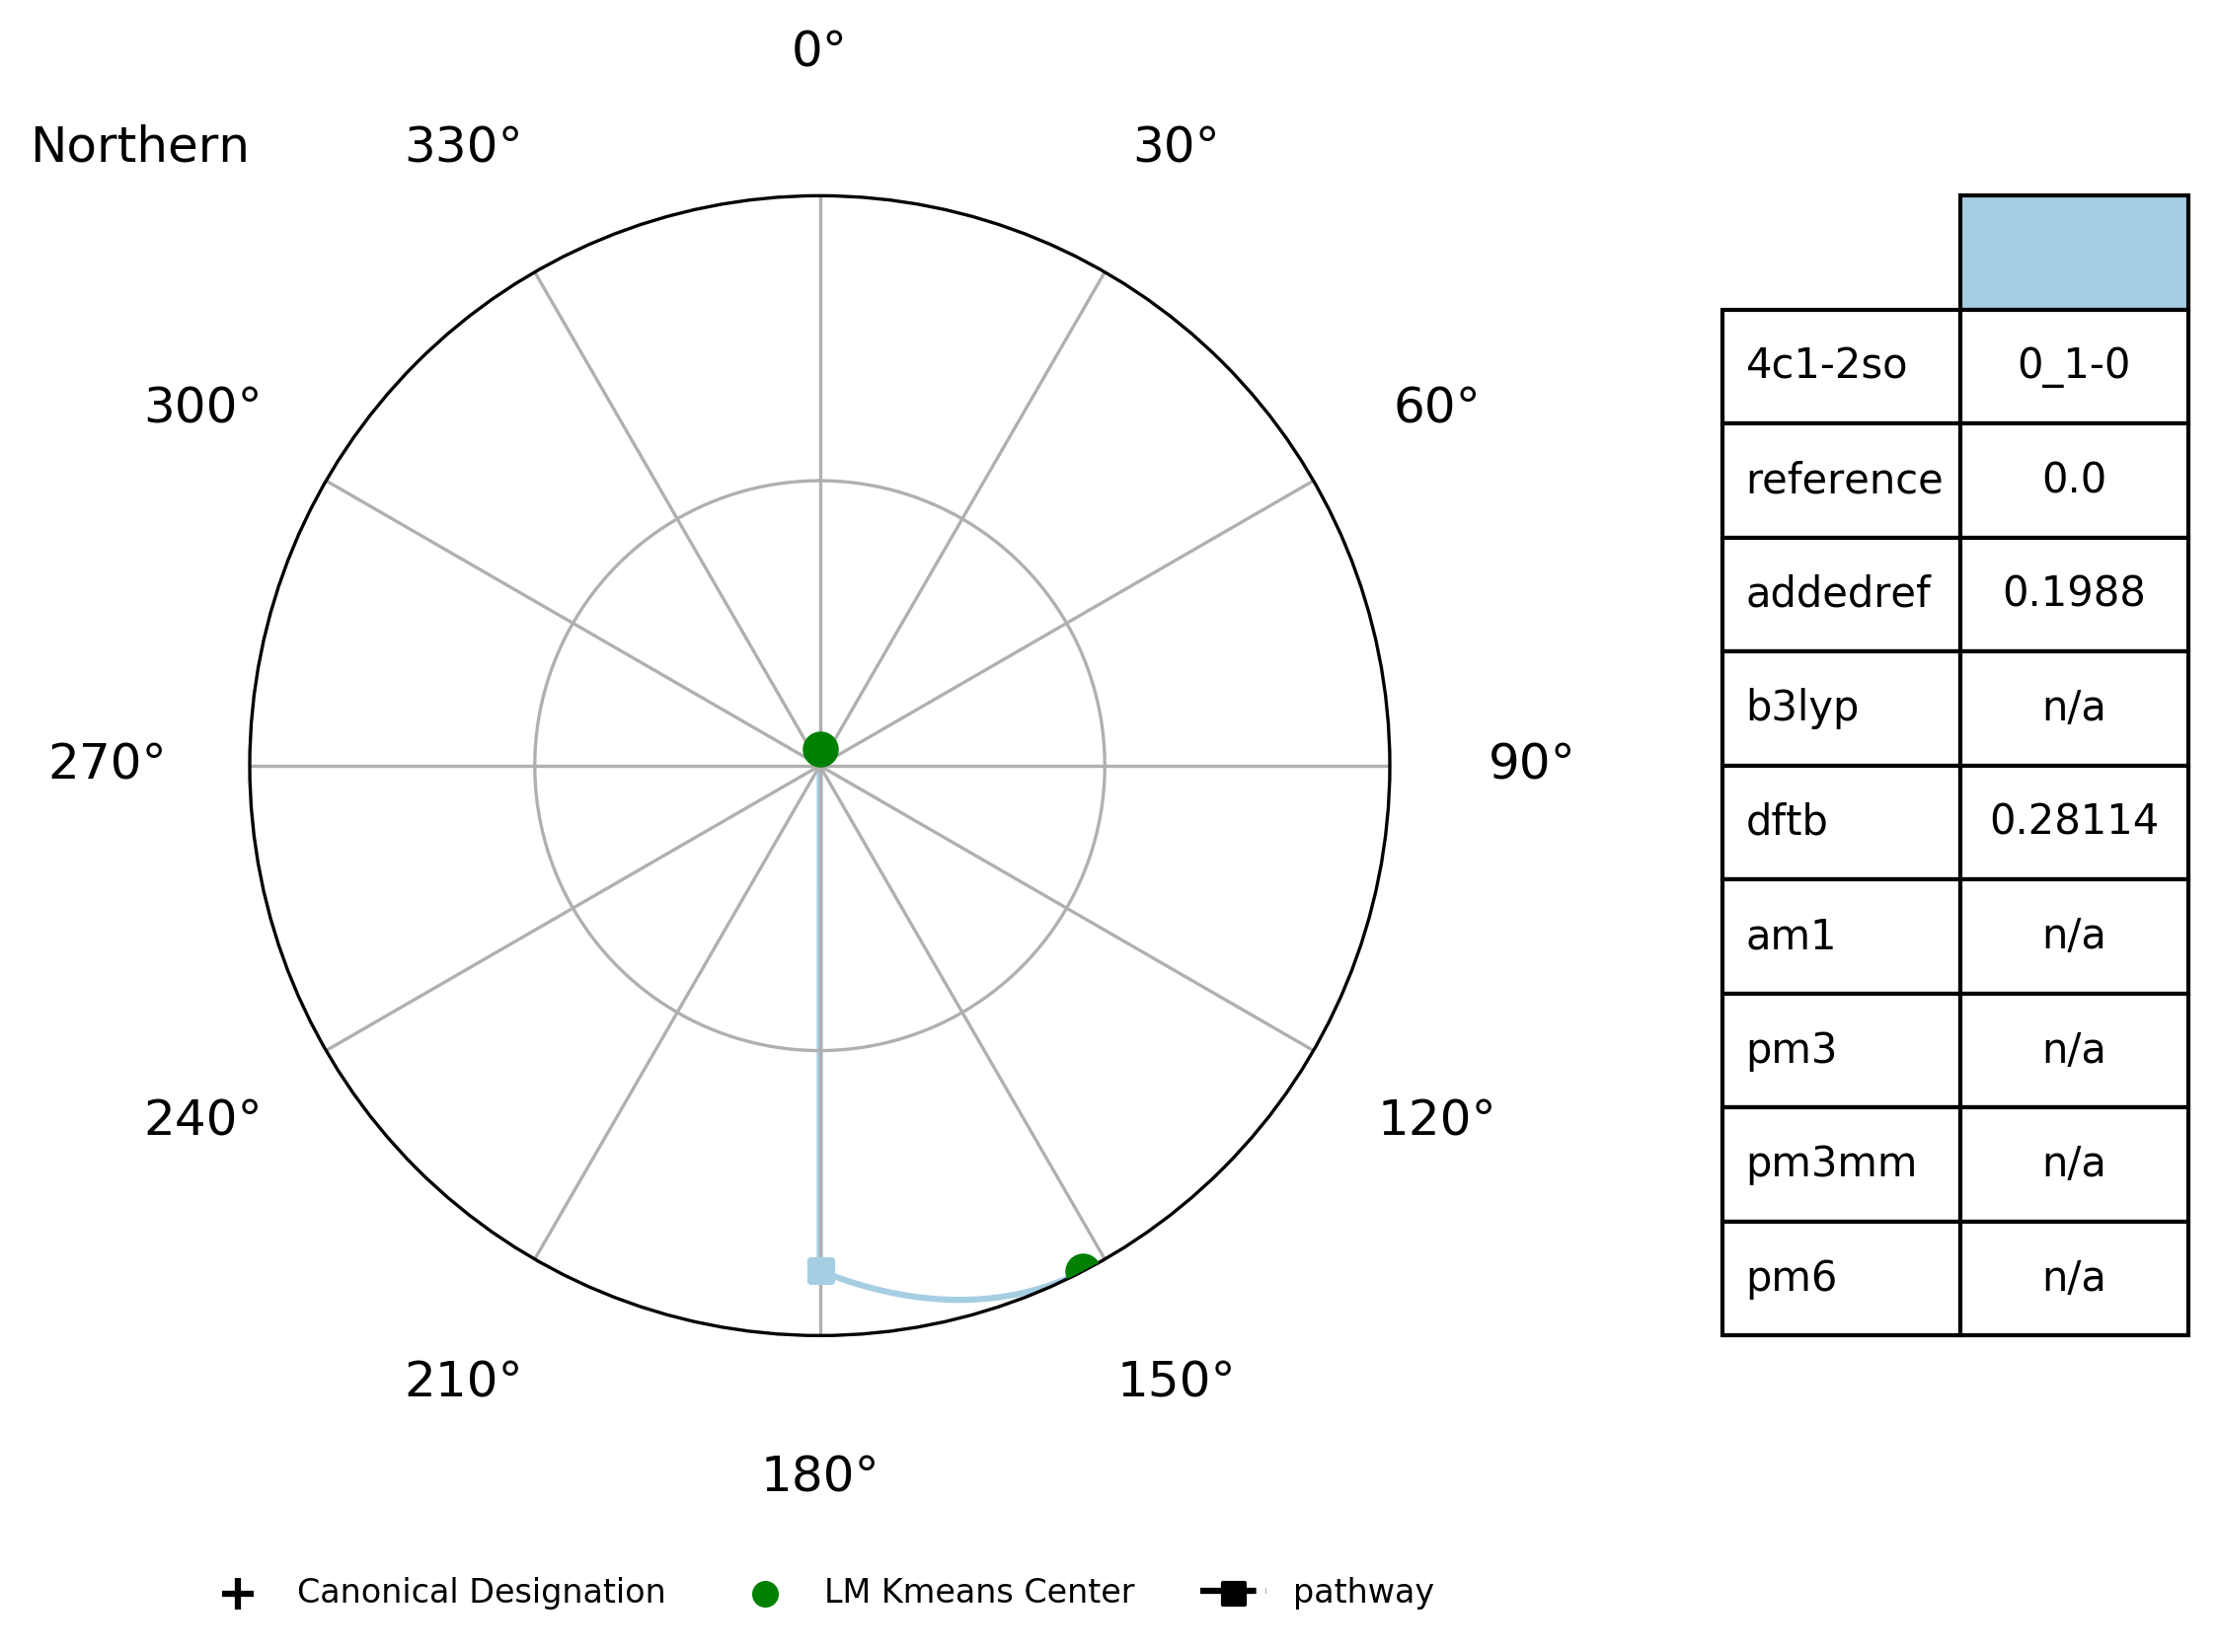 0°
Northern 330° 30°
300° 60°
270° 90°
240° 120°
210° 150°
180°
4c1-2so 0_1-0
reference 0.0
addedref 0.1988
b3lyp n/a
dftb 0.28114
am1 n/a
pm3 n/a
pm3mm n/a
pm6 n/a
Canonical Designation LM Kmeans Center pathway